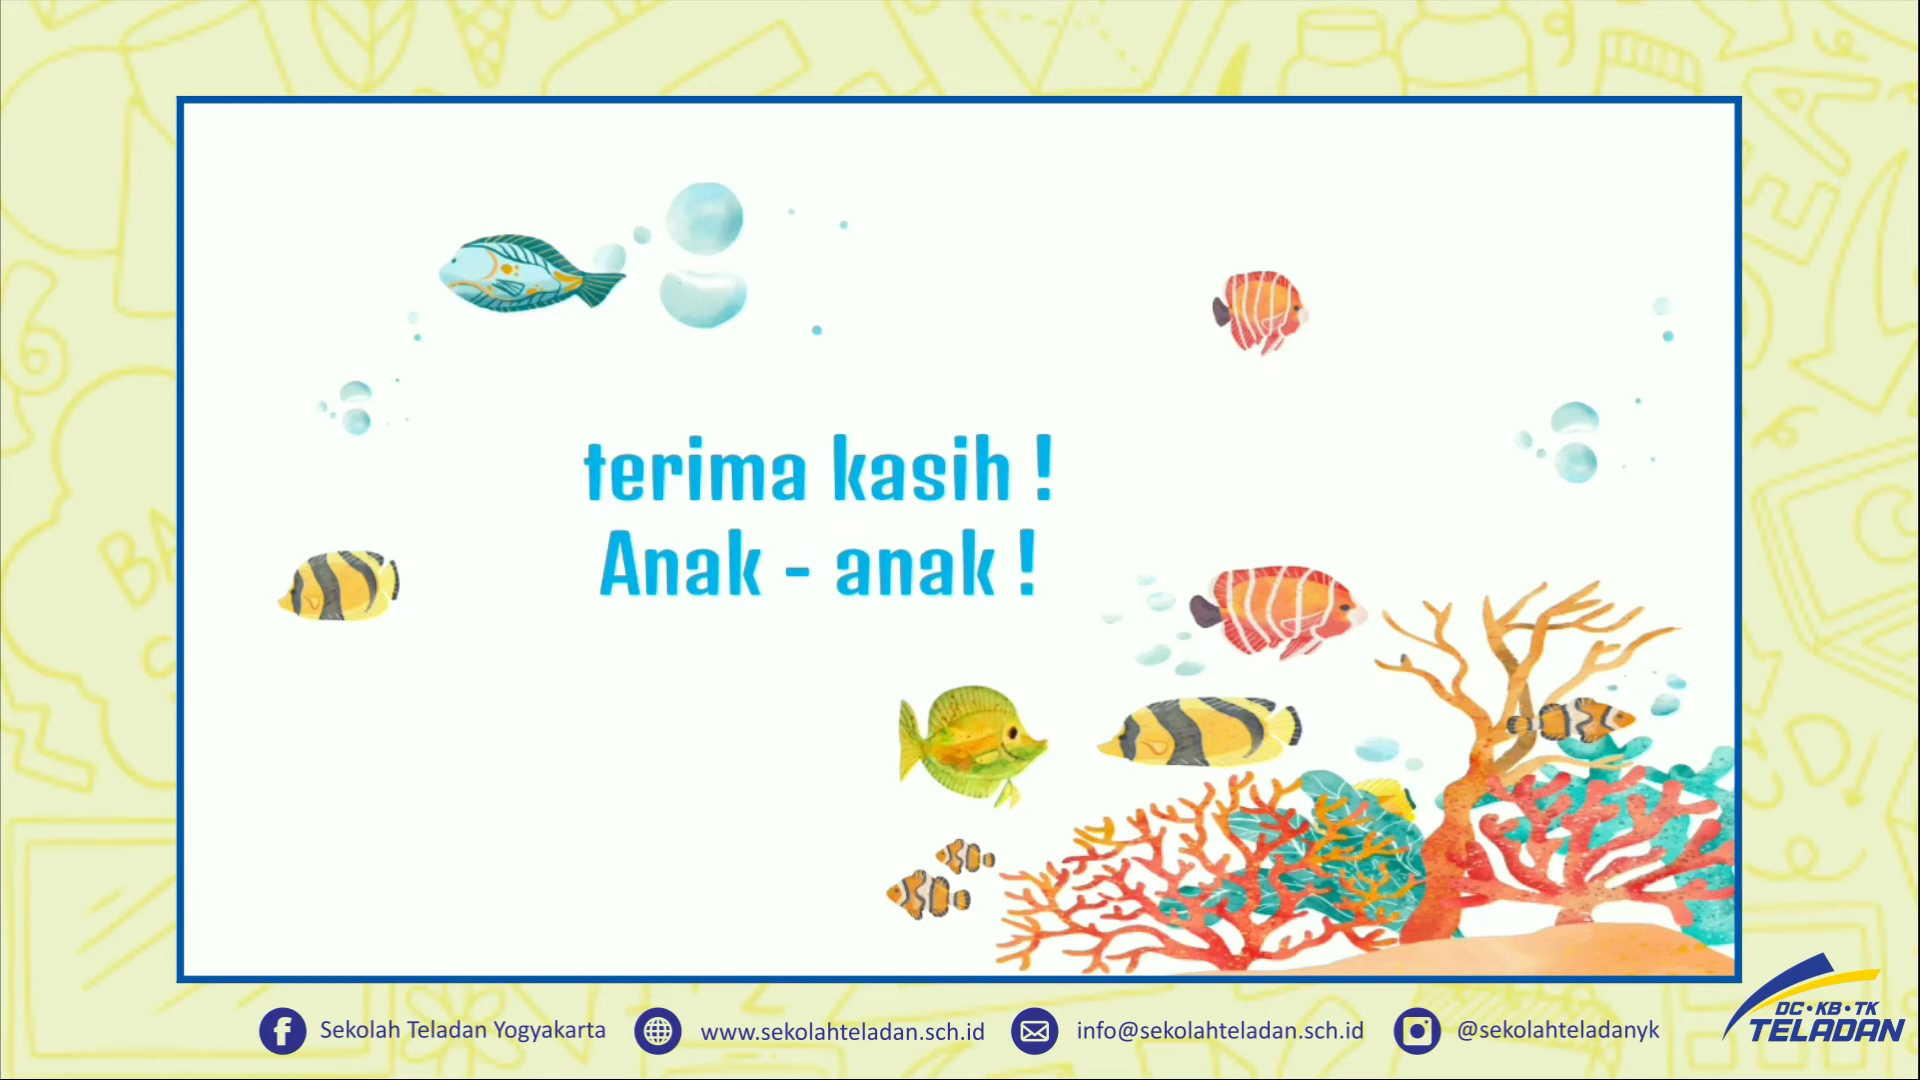 terima kasih !
Anak - anak !
Sekolah Teladan Yogyakarta
www.sekolahteladan.sch.id
info@sekolahteladan.sch.id
@sekolahteladanyk
DC•KB•TK
TELADAN